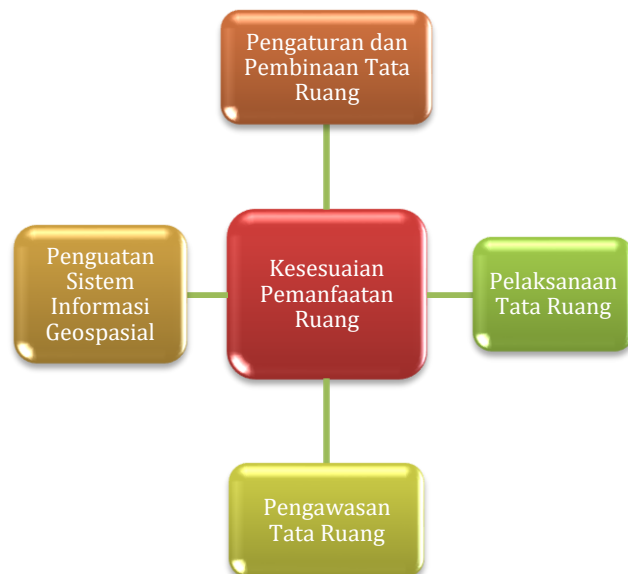 Pengaturan dan
Pembinaan Tata
Ruang
Penguatan
Sistem
Informasi
Geospasial
Kesesuaian
Pemanfaatan
Ruang
Pelaksanaan
Tata Ruang
Pengawasan
Tata Ruang